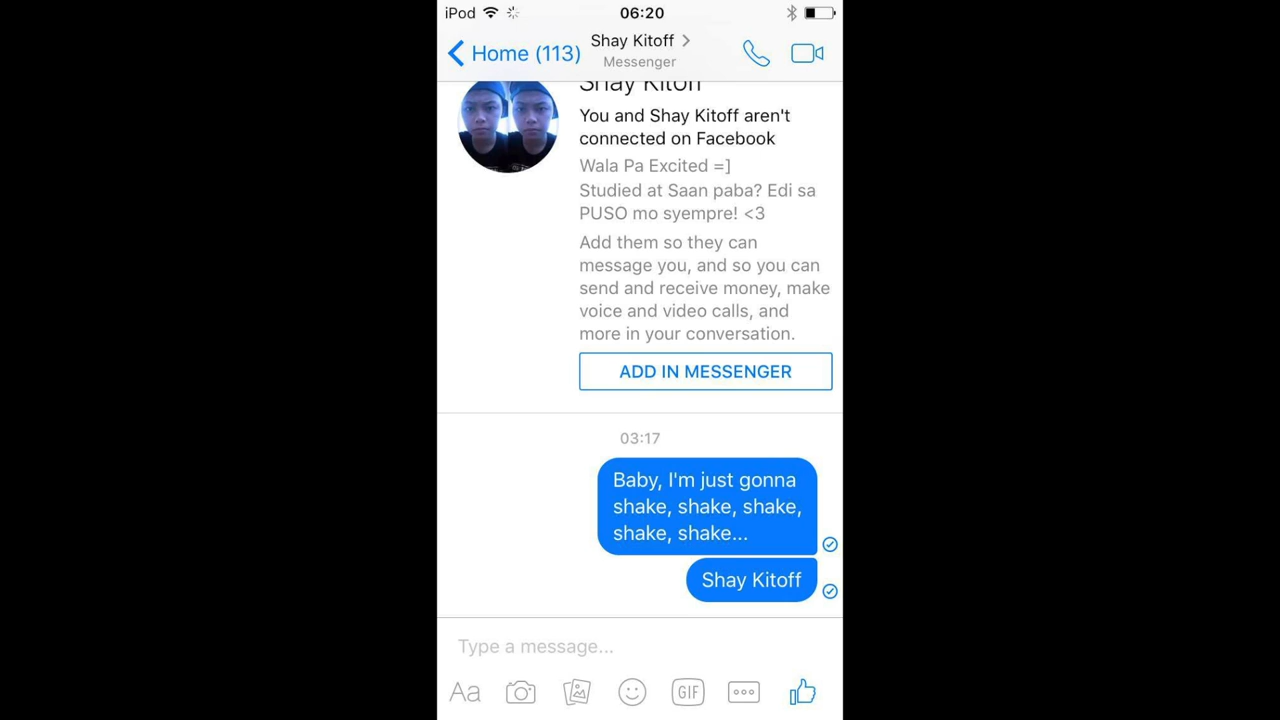 iPod 06:20
Home (113) Shay Kitoff
Messenger
Shay Kitoff
You and Shay Kitoff aren't
connected on Facebook
Wala Pa Excited =]
Studied at Saan paba? Edi sa
PUSO mo syempre! <3
Add them so they can
message you, and so you can
send and receive money, make
voice and video calls, and
more in your conversation.
ADD IN MESSENGER
03:17
Baby, I'm just gonna
shake, shake, shake,
shake, shake...
Shay Kitoff
Type a message...
Aa GIF